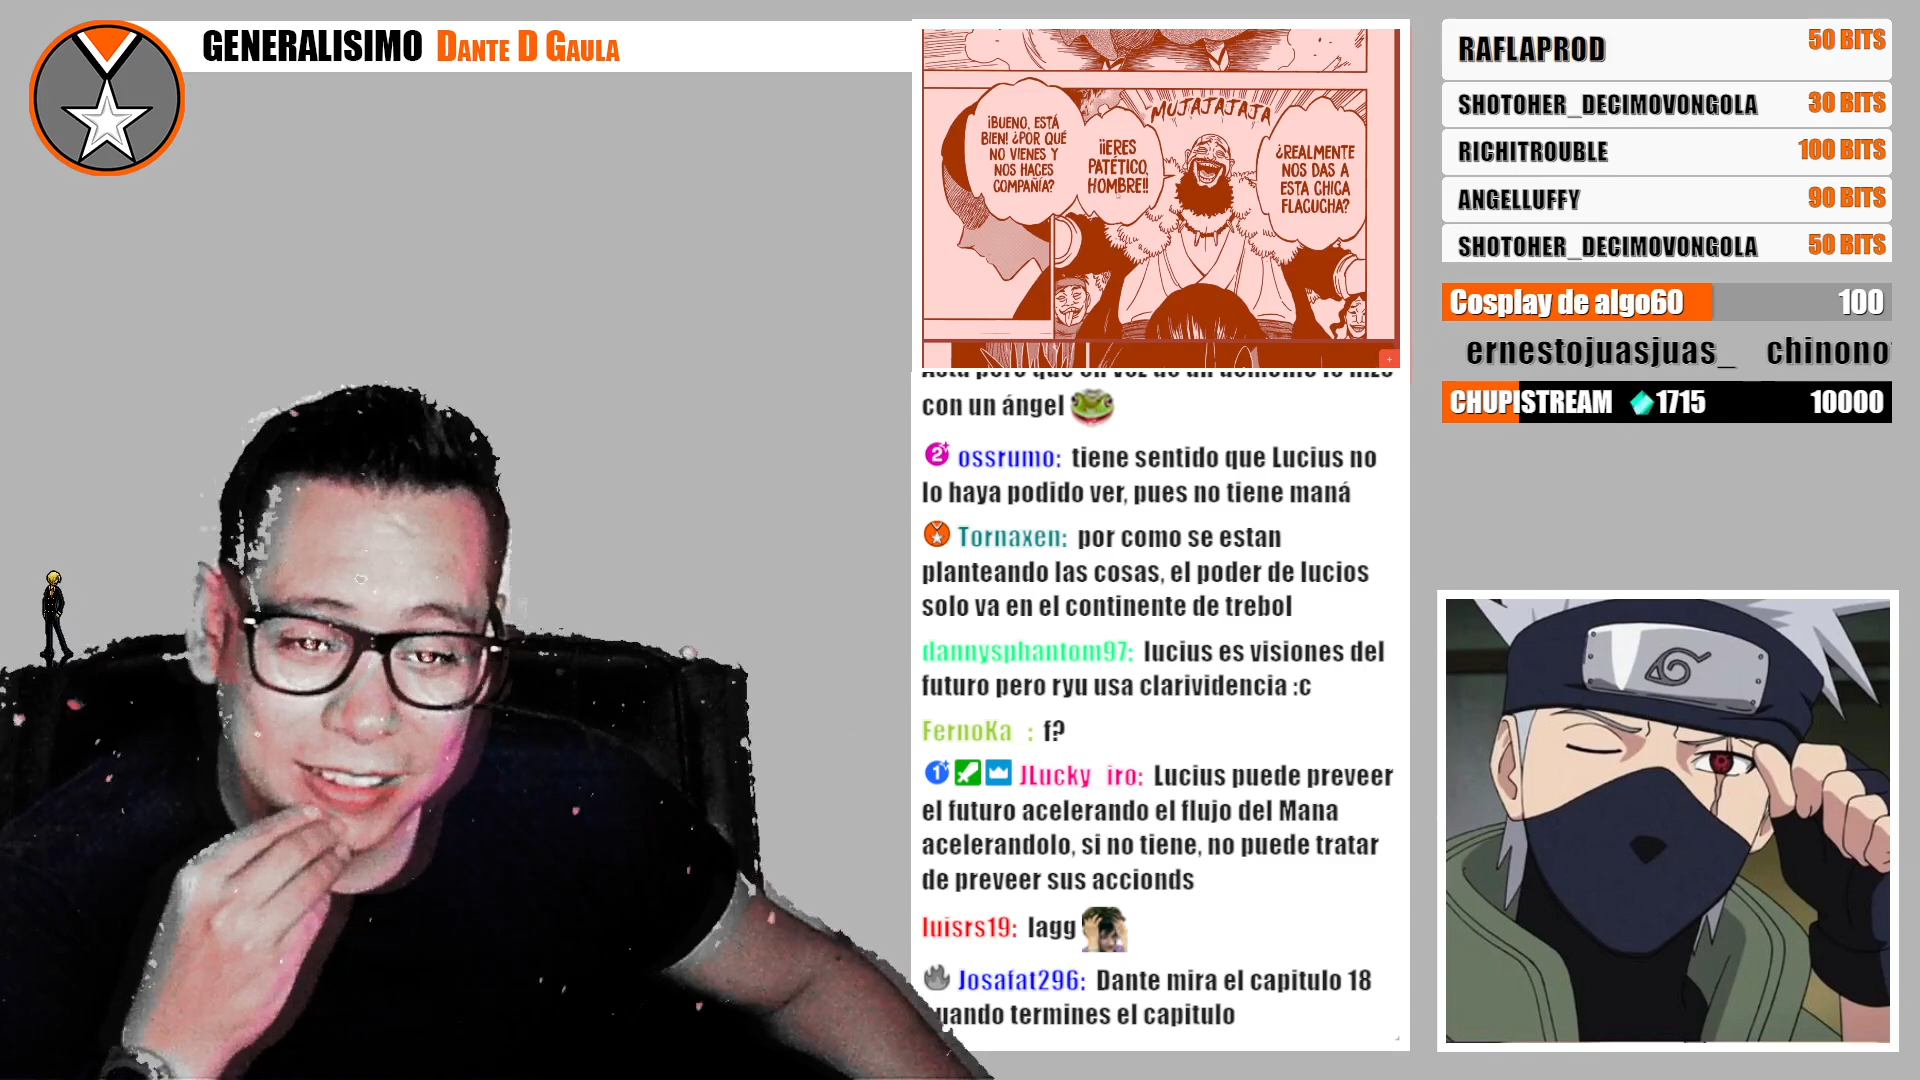 GENERALISIMO DANTE D GAULA
MUJAJAJAJA
¡BUENO, ESTÁ
BIEN! ¿POR QUÉ
NO VIENES Y
NOS HACES
COMPAÑÍA?
¡¡ERES
PATÉTICO,
HOMBRE!!
¿REALMENTE
NOS DAS A
ESTA CHICA
FLACUCHA?
con un ángel
ossrumo: tiene sentido que Lucius no
lo haya podido ver, pues no tiene maná
Tornaxen: por como se estan
planteando las cosas, el poder de lucios
solo va en el continente de trebol
dannysphantom97: lucius es visiones del
futuro pero ryu usa clarividencia :c
FernoKa_: f?
JLucky_iro: Lucius puede preveer
el futuro acelerando el flujo del Mana
acelerandolo, si no tiene, no puede tratar
de preveer sus accionds
luisrs19: lagg
Josafat296: Dante mira el capitulo 18
cuando termines el capitulo
RAFLAPROD 50 BITS
SHOTOHER_DECIMOVONGOLA 30 BITS
RICHITROUBLE 100 BITS
ANGELLUFFY 90 BITS
SHOTOHER_DECIMOVONGOLA 50 BITS
Cosplay de algo60 100
ernestojuasjuas_ chinono
CHUPISTREAM 1715 10000